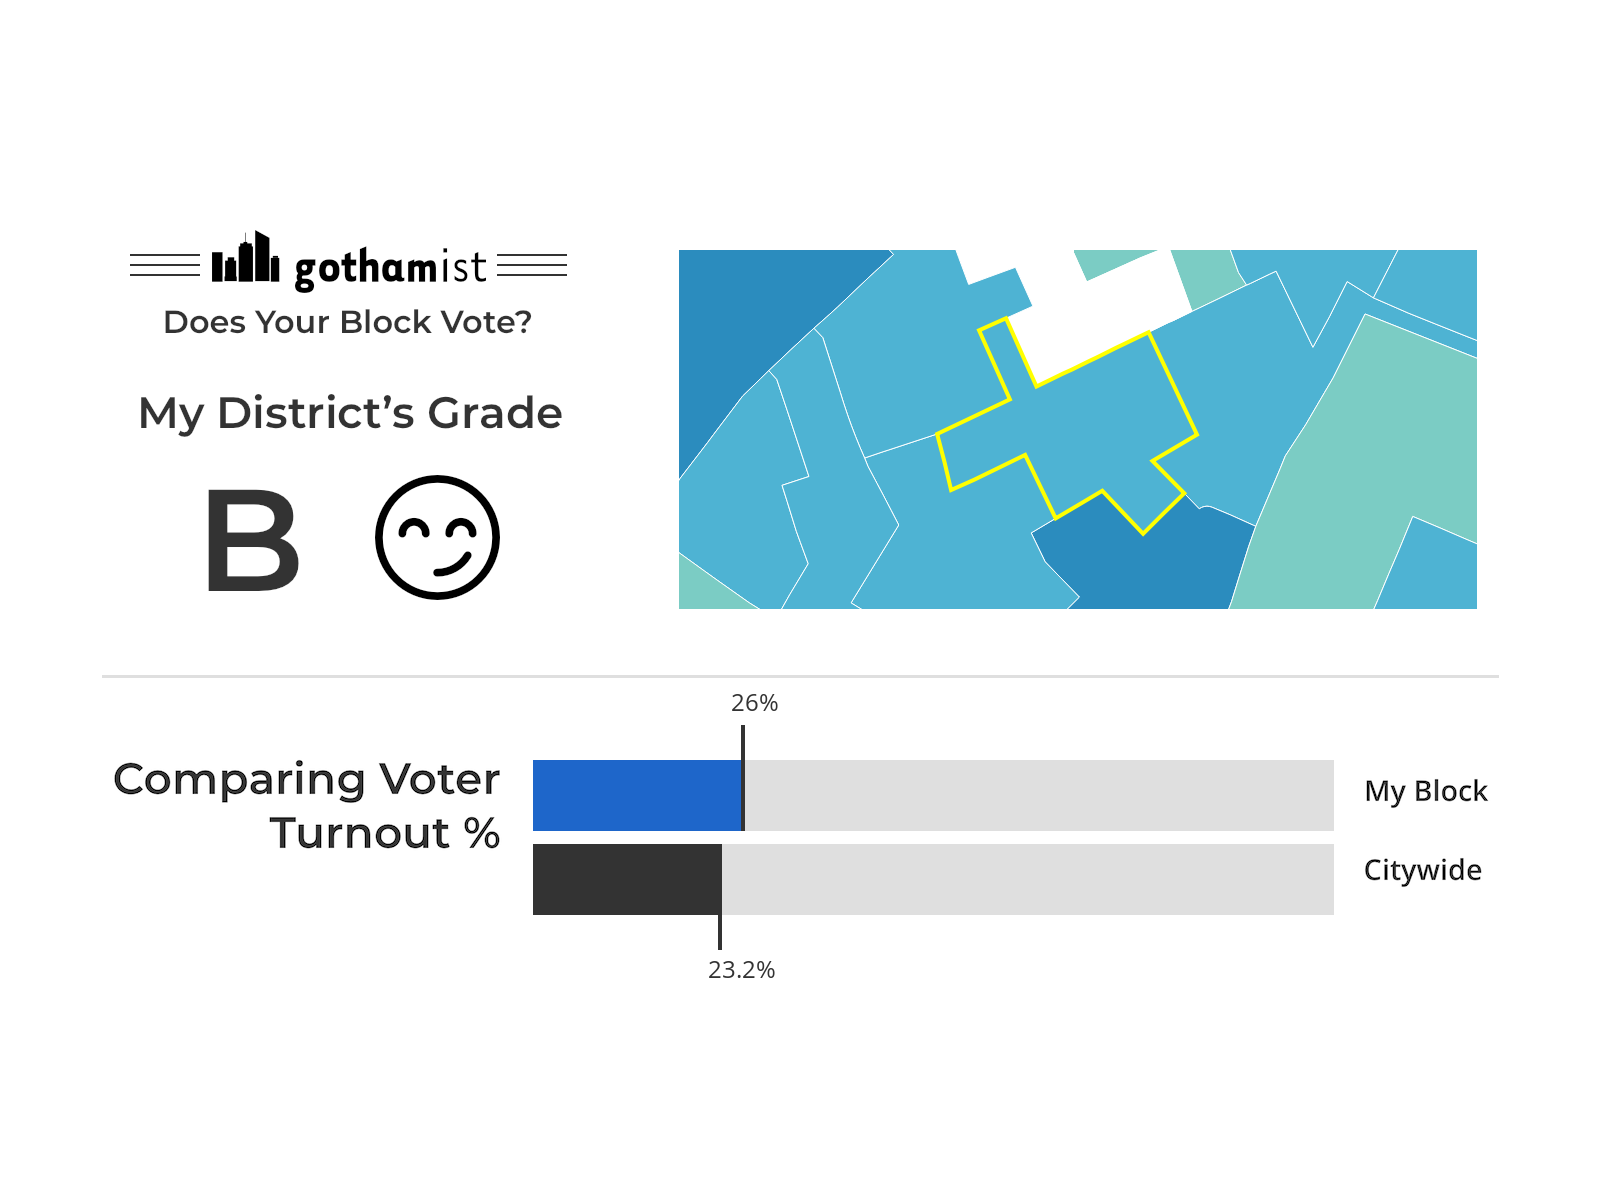 gothamist
Does Your Block Vote?
My District’s Grade
B
26%
Comparing Voter
Turnout %
My Block
Citywide
23.2%